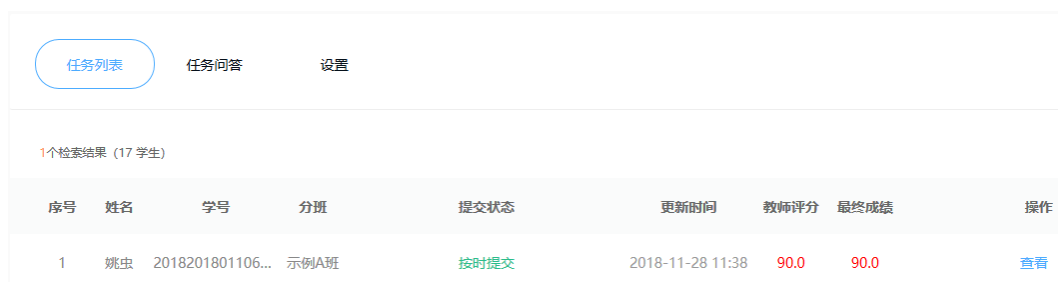 任务列表 任务问答 设置
1个检索结果（17 学生）
序号 姓名 学号 分班 提交状态 更新时间 教师评分 最终成绩 操作
1 姚虫 2018201801106... 示例A班 按时提交 2018-11-28 11:38 90.0 90.0 查看